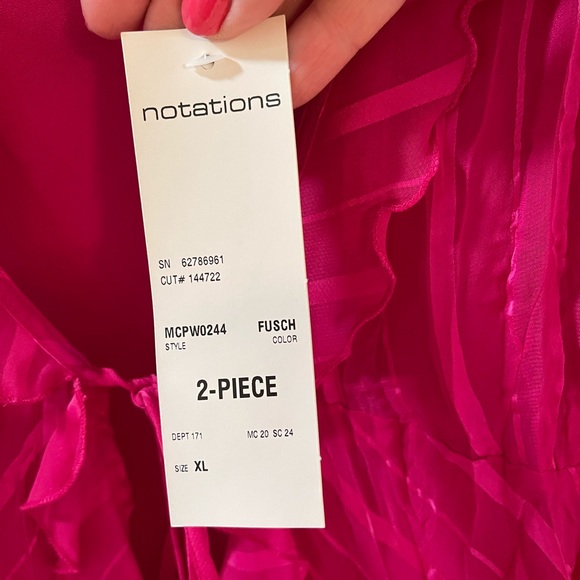 notations
SN 62786961
CUT# 144722
MCPW0244 FUSCH
STYLE COLOR
2-PIECE
DEPT 171 MC 20 SC 24
SIZE XL